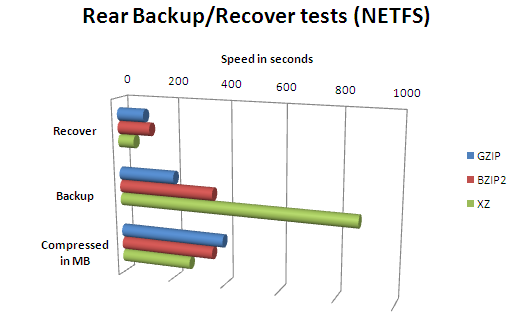 Rear Backup/Recover tests (NETFS)
Speed in seconds
0 200 400 600 800 1000
Recover
Backup
Compressed
in MB
GZIP
BZIP2
XZ